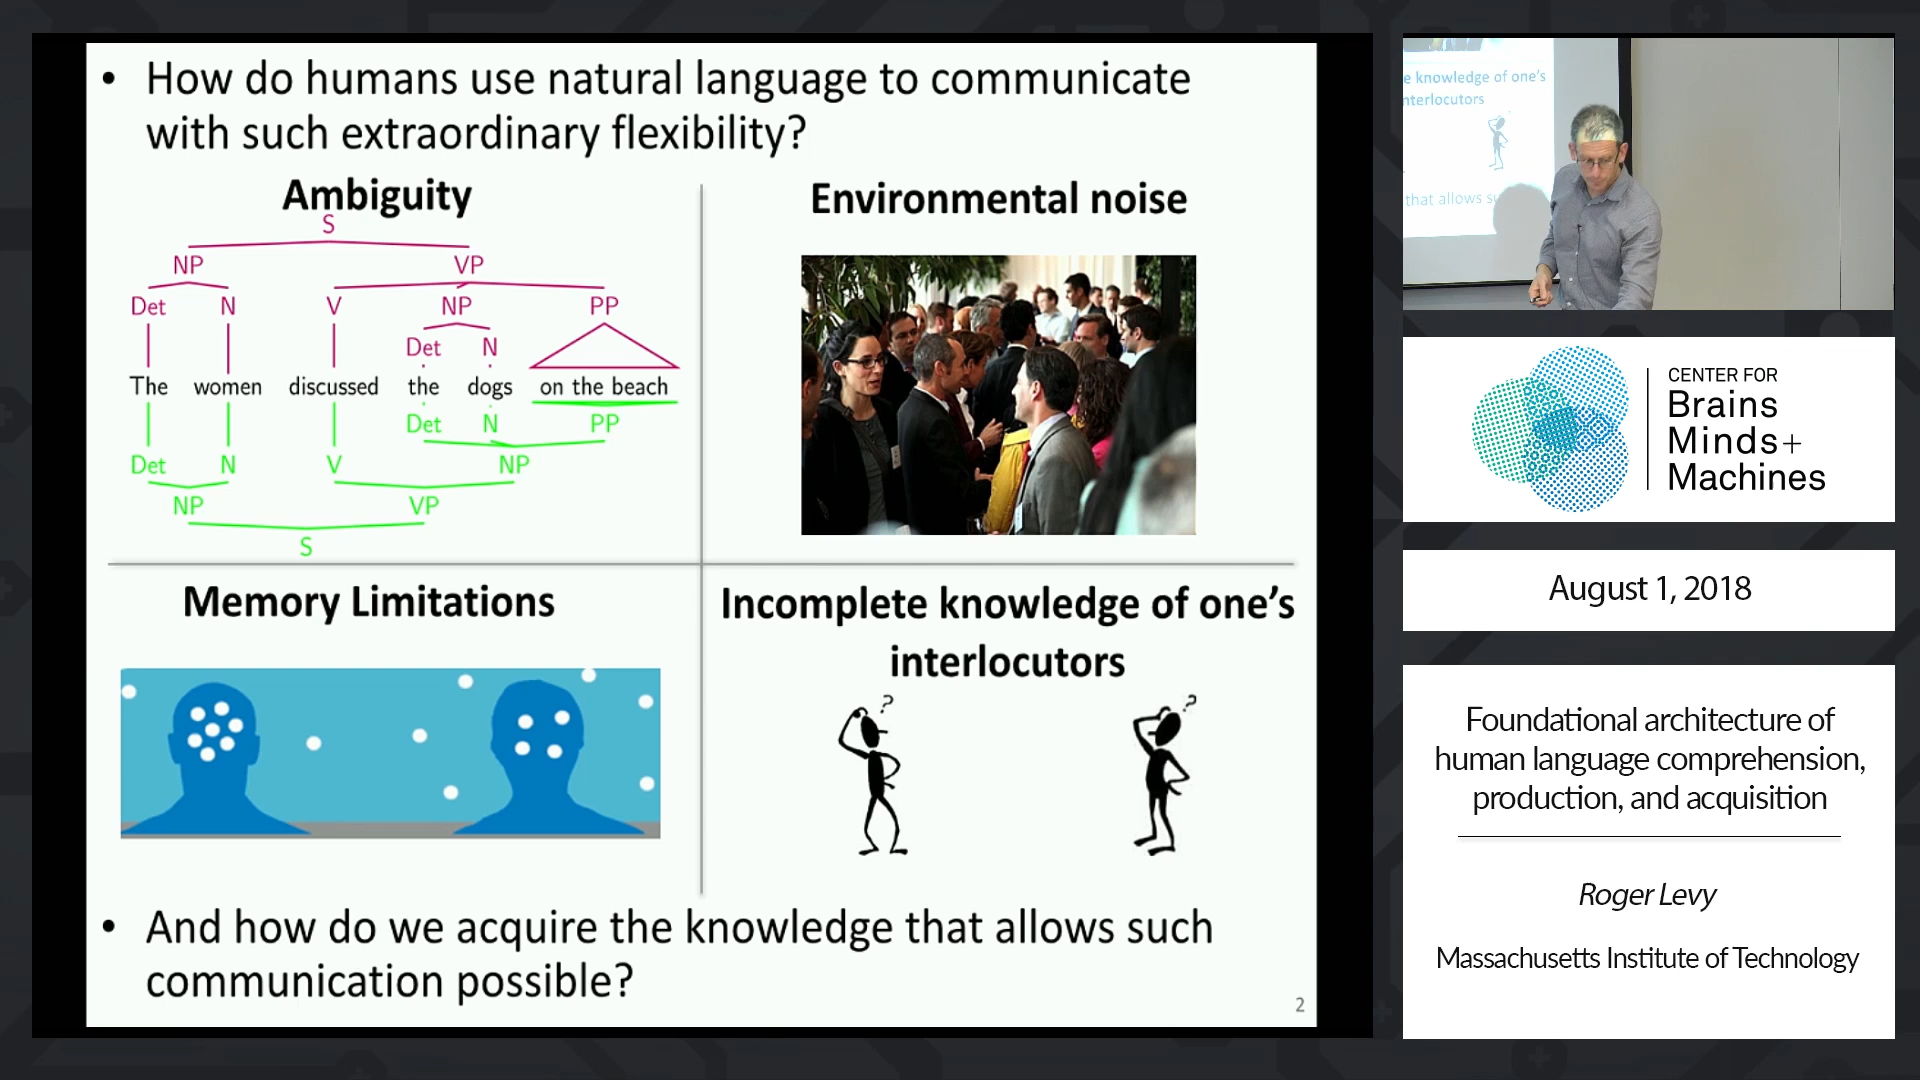 • How do humans use natural language to communicate
with such extraordinary flexibility?
Ambiguity
S
NP VP
Det N V NP PP
Det N
The women discussed the dogs on the beach
Det N PP
Det N V NP
NP VP
S
Environmental noise
Memory Limitations
Incomplete knowledge of one's
interlocutors
? ?
• And how do we acquire the knowledge that allows such
communication possible?
2
e knowledge of one's
nterlocutors
that allows su
CENTER FOR
Brains
Minds+
Machines
August 1, 2018
Foundational architecture of
human language comprehension,
production, and acquisition
Roger Levy
Massachusetts Institute of Technology